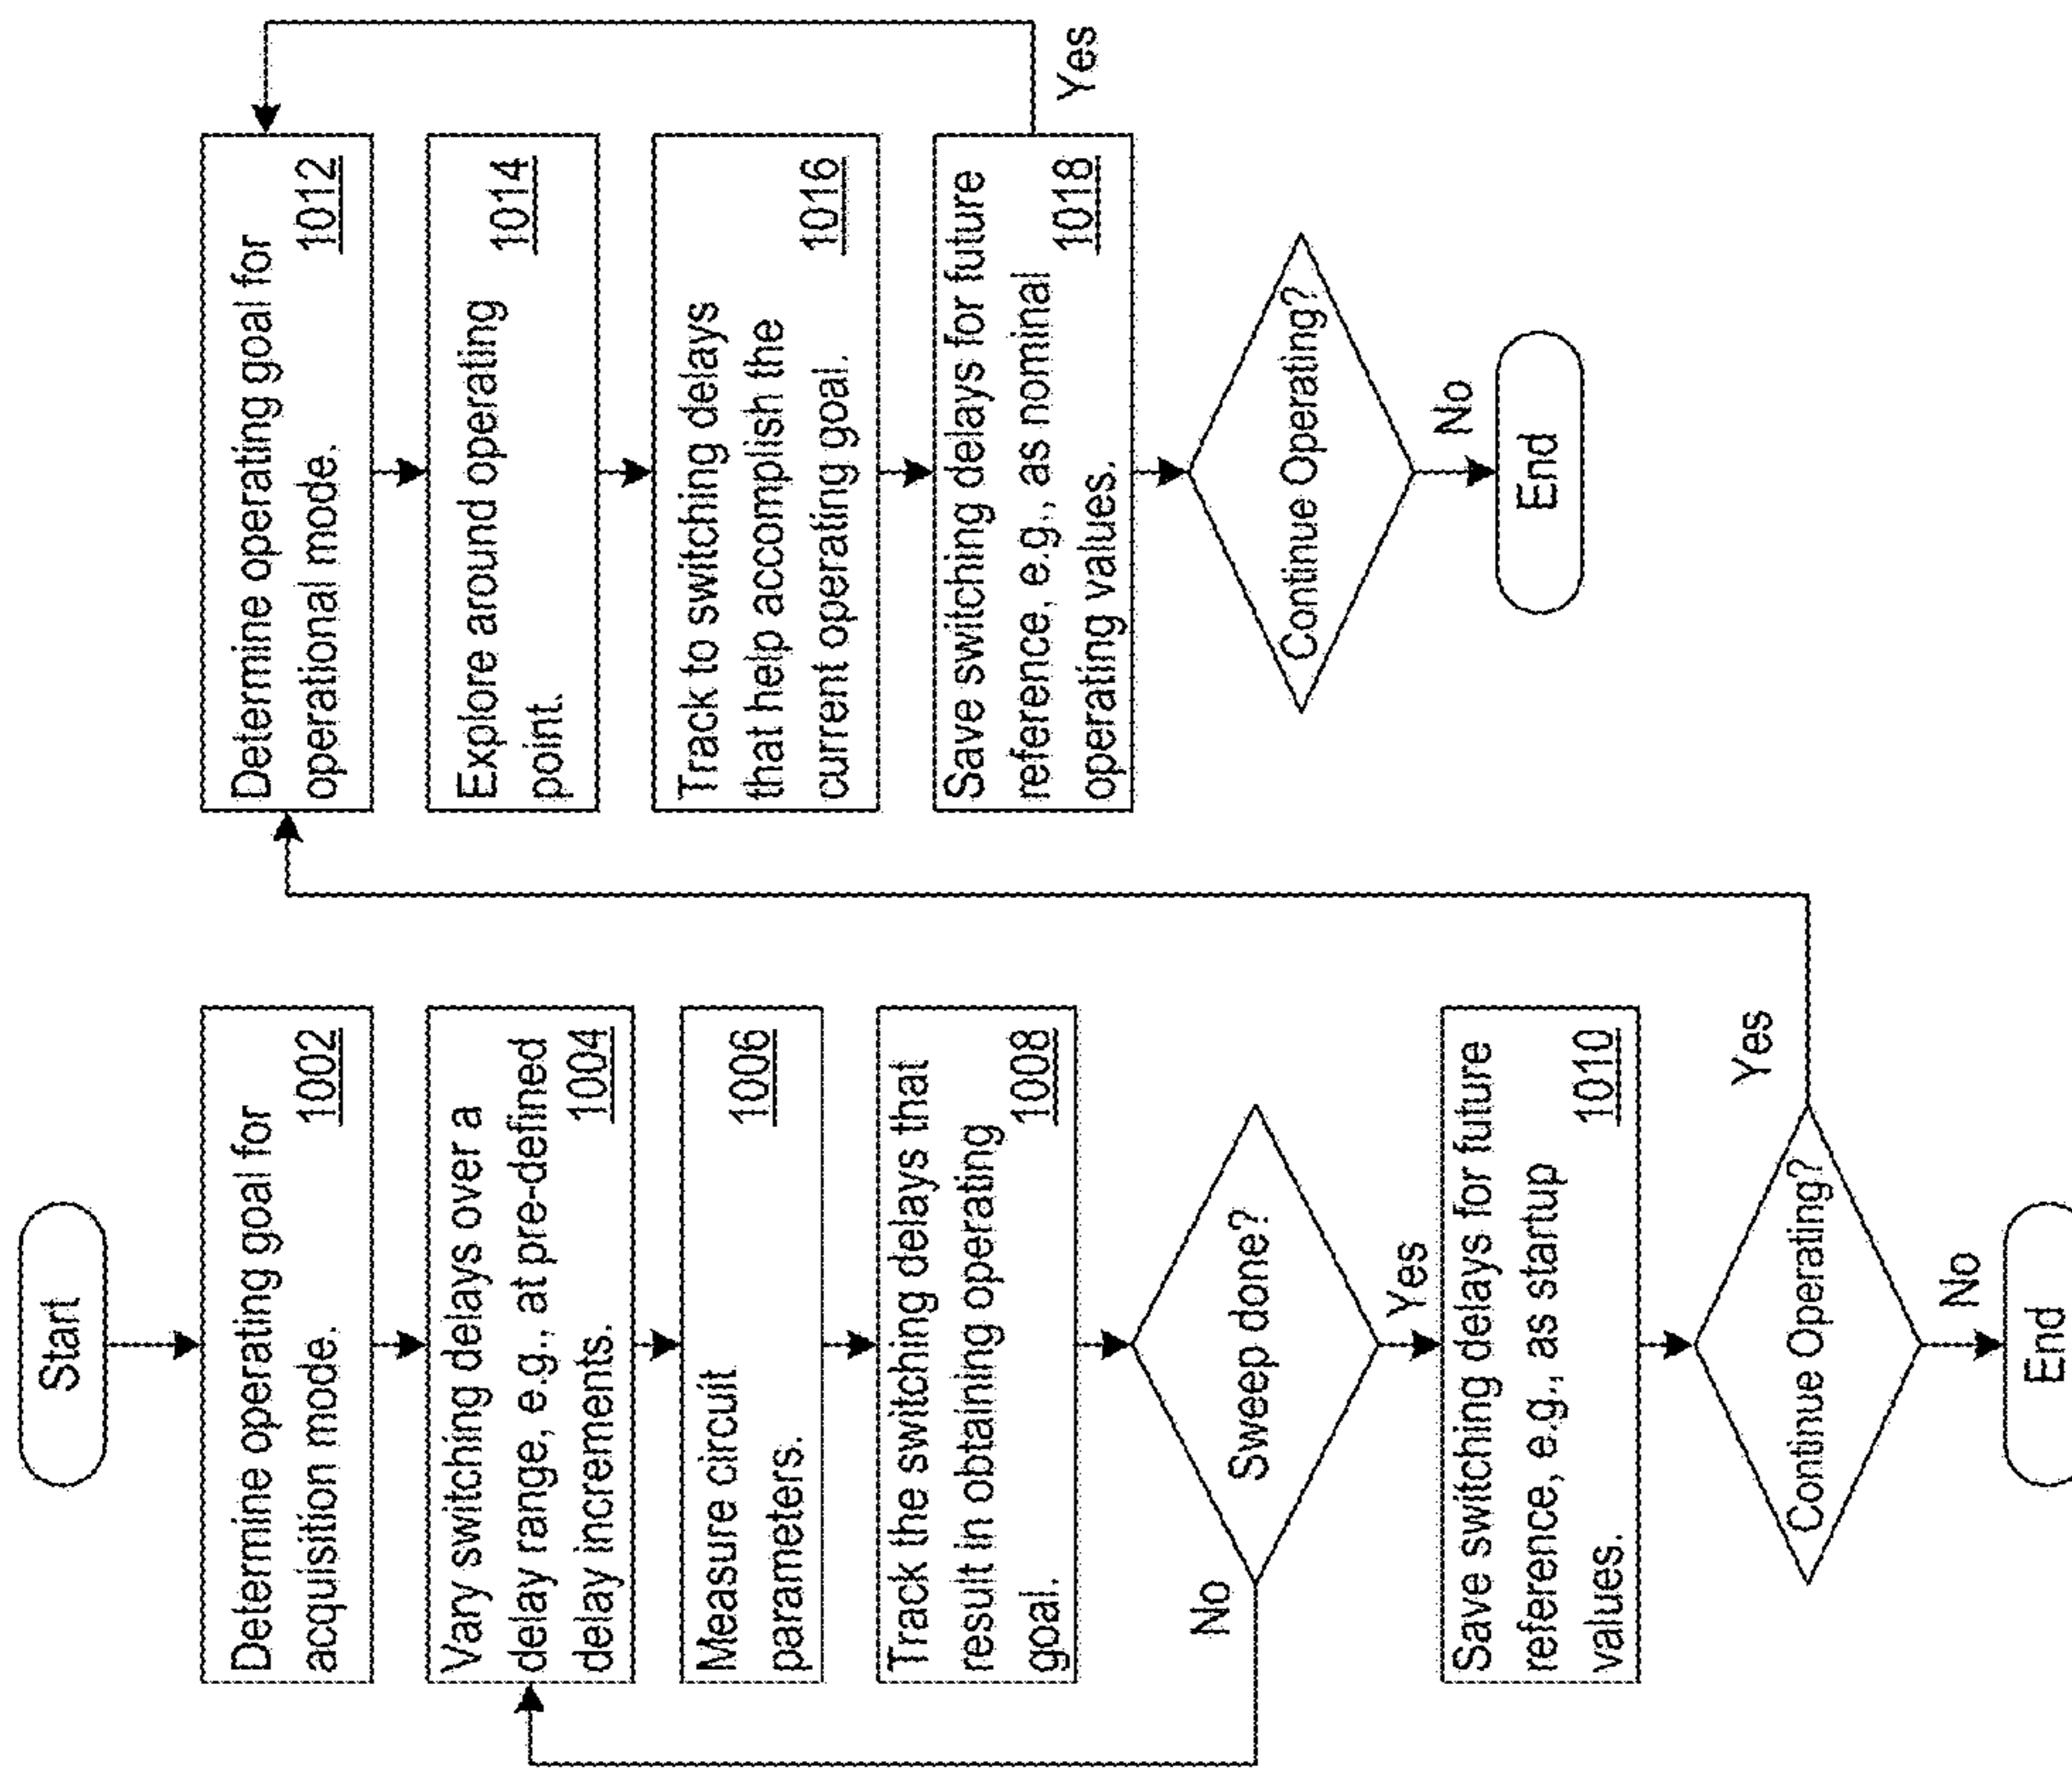 Start
Determine operating goal for
acquisition mode.
1002
Vary switching delays over a
delay range, e.g., at pre-defined
delay increments.
1004
Measure circuit
parameters.
1006
Track the switching delays that
result in obtaining operating
goal.
1008
Sweep done?
No
Yes
Save switching delays for future
reference, e.g., as startup
values.
1010
Continue Operating?
Yes
No
End
Determine operating goal for
operational mode.
1012
Explore around operating
point.
1014
Track to switching delays
that help accomplish the
current operating goal.
1016
Save switching delays for future
reference, e.g., as nominal
operating values.
1018
Yes
Continue Operating?
No
End